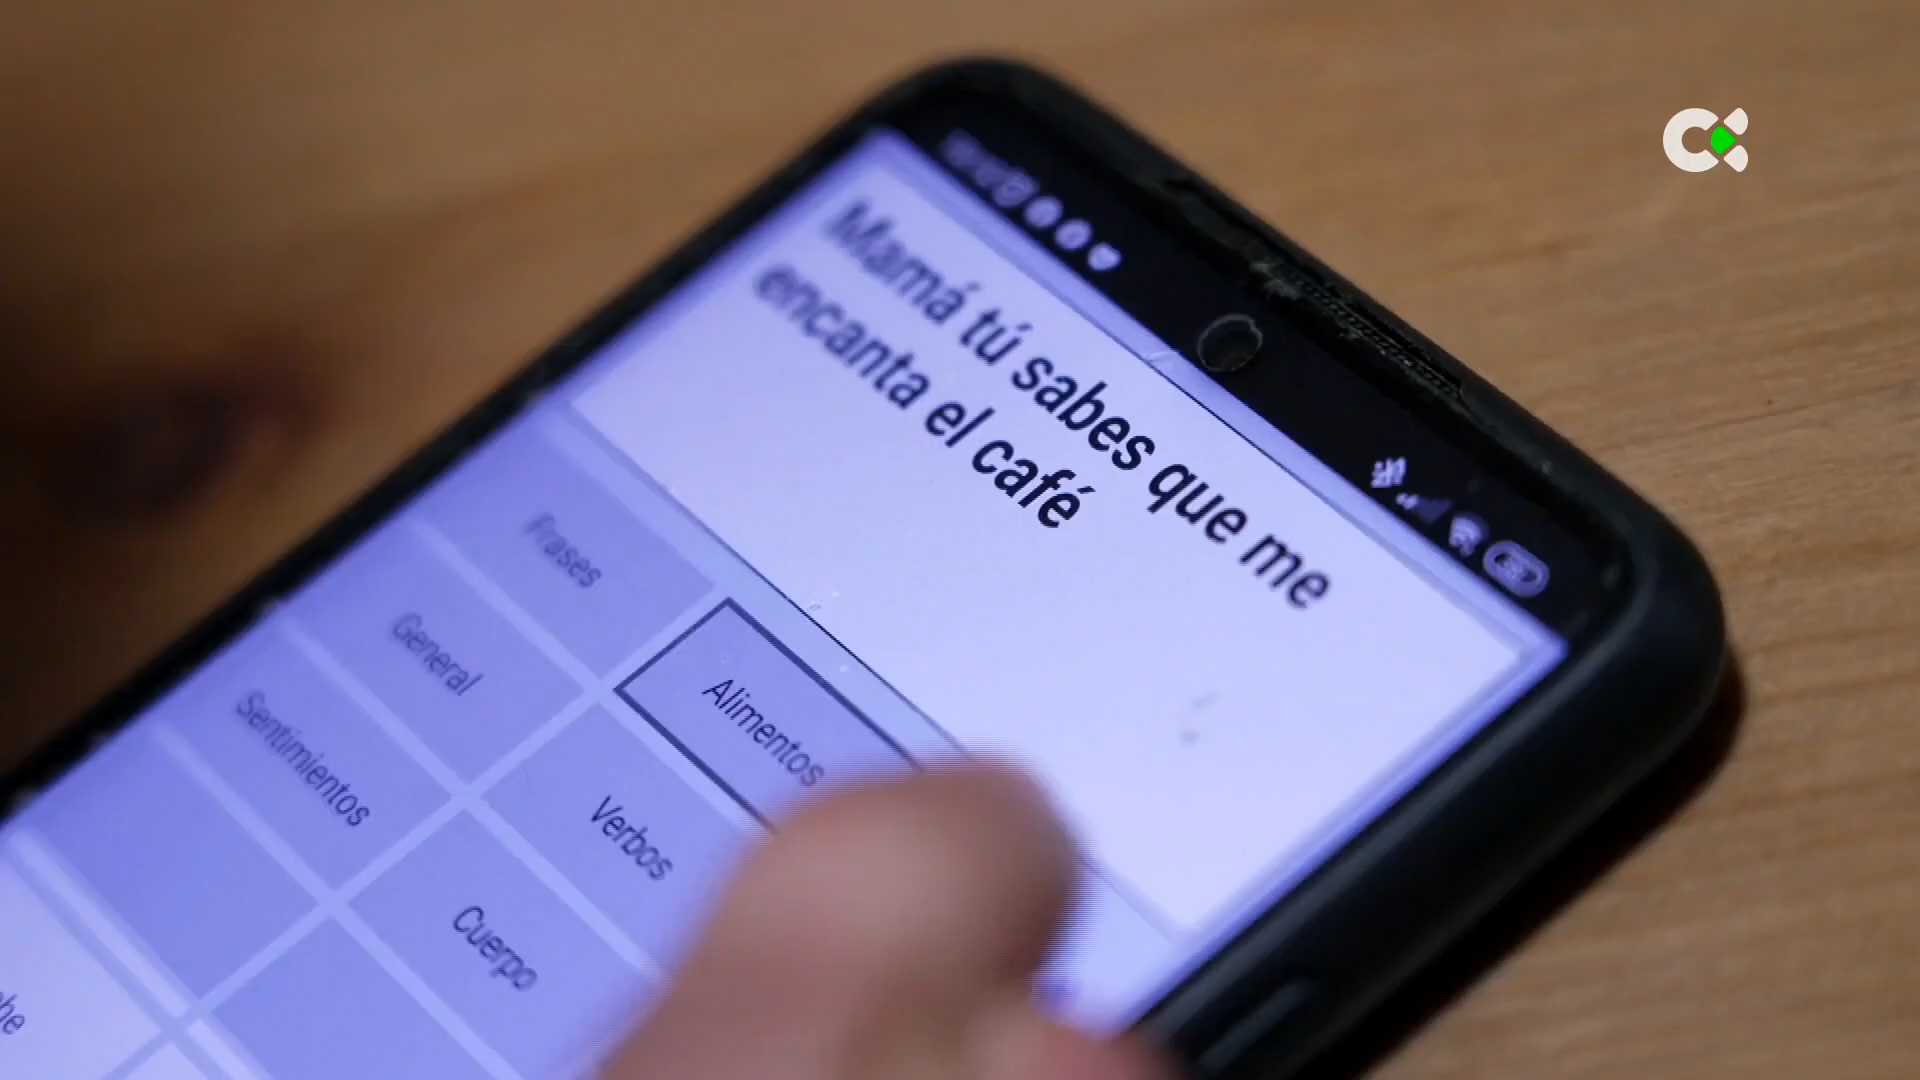 Mamá tú sabes que me
encanta el café
Frases
Alimentos
General
Verbos
Sentimientos
Cuerpo